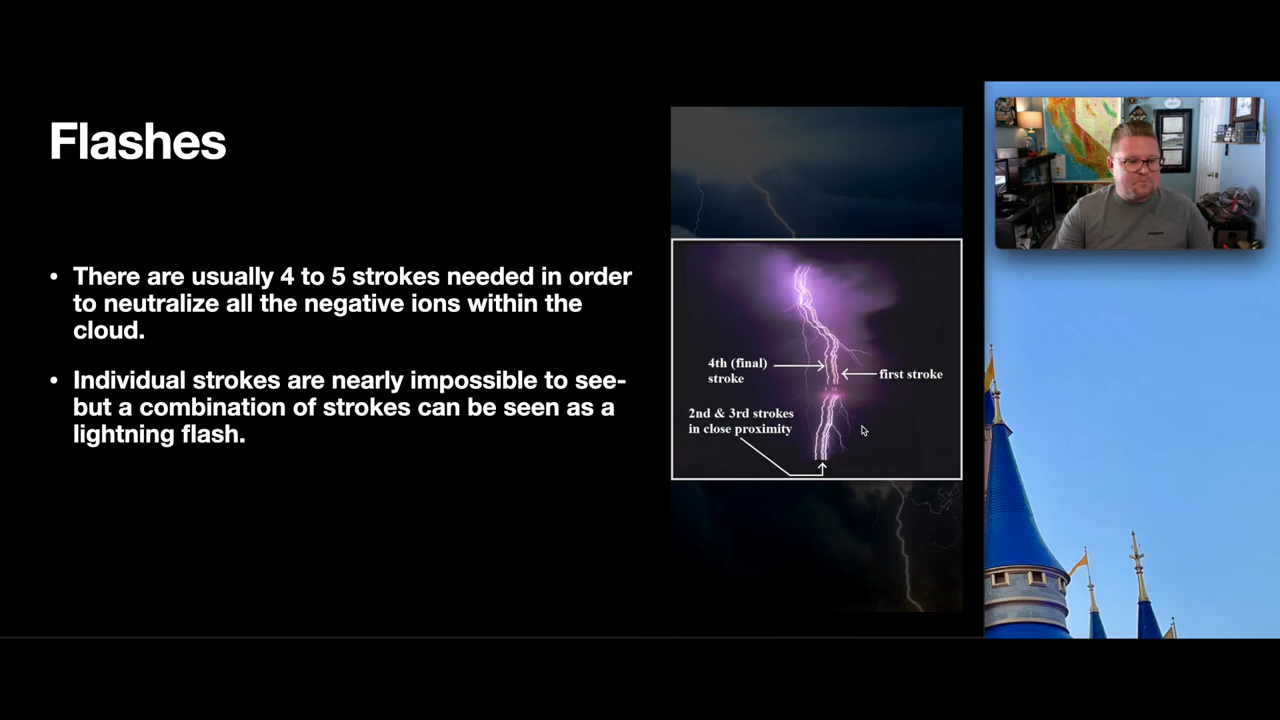 Flashes
• There are usually 4 to 5 strokes needed in order
to neutralize all the negative ions within the
cloud.
• Individual strokes are nearly impossible to see-
but a combination of strokes can be seen as a
lightning flash.
4th (final)
stroke
first stroke
2nd & 3rd strokes
in close proximity